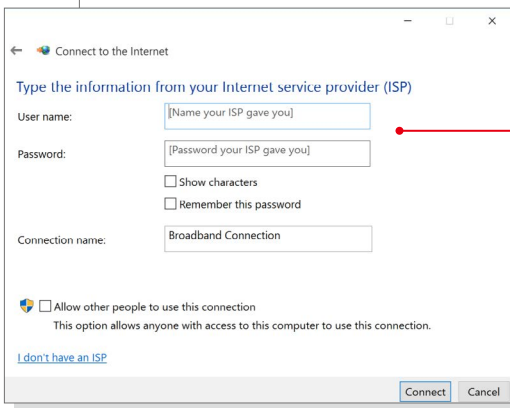 Connect to the Internet
Type the information from your Internet service provider (ISP)
User name:
[Name your ISP gave you]
Password:
[Password your ISP gave you]
Show characters
Remember this password
Connection name:
Broadband Connection
Allow other people to use this connection
This option allows anyone with access to this computer to use this connection.
I don't have an ISP
Connect
Cancel